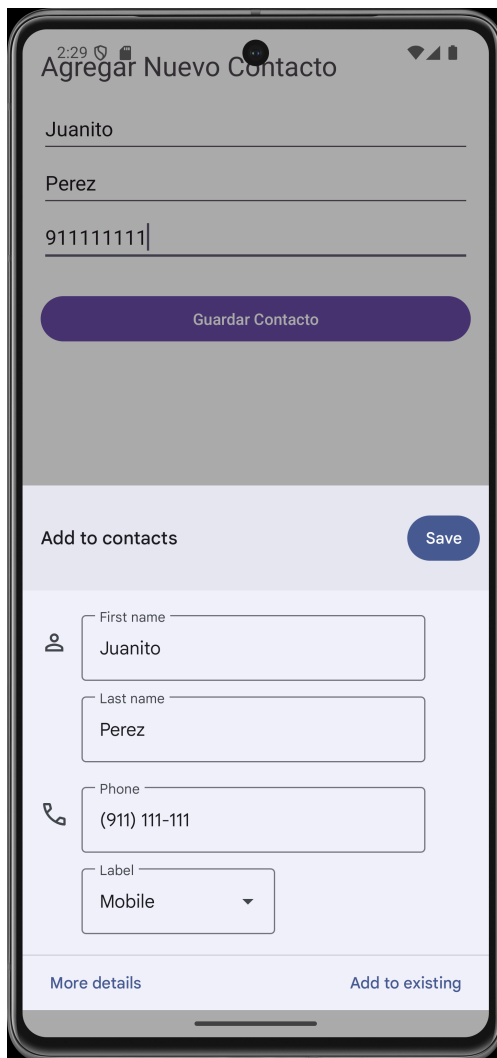 2:29
Agregar Nuevo Contacto
Juanito
Perez
911111111
Guardar Contacto
Add to contacts
Save
First name
Juanito
Last name
Perez
Phone
(911) 111-111
Label
Mobile
More details
Add to existing